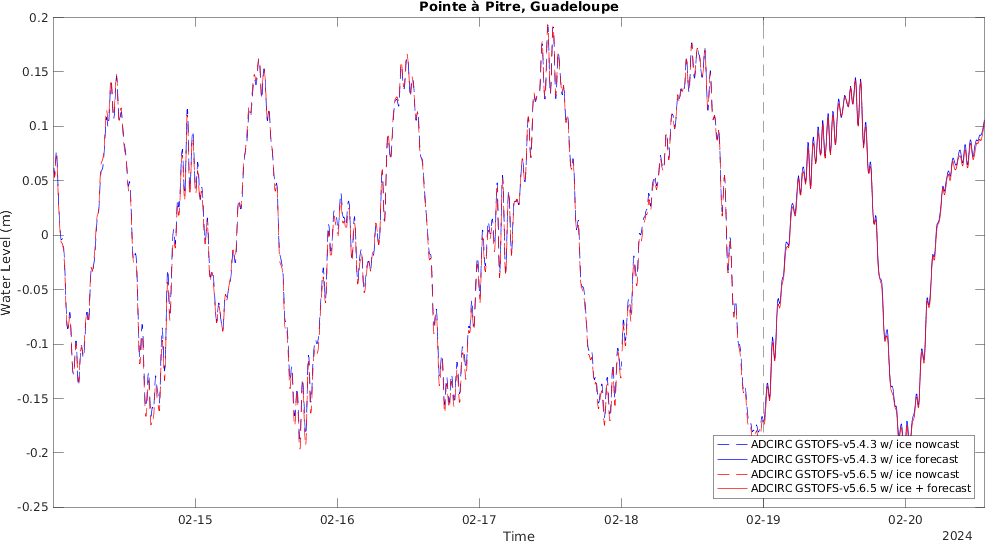 Pointe à Pitre, Guadeloupe
0.2
0.15
0.1
0.05
0
-0.05
-0.1
-0.15
-0.2
-0.25
Water Level (m)
02-15
02-16
02-17
02-18
02-19
02-20
Time
2024
ADCIRC GSTOFS-v5.4.3 w/ ice nowcast
ADCIRC GSTOFS-v5.4.3 w/ ice forecast
ADCIRC GSTOFS-v5.6.5 w/ ice nowcast
ADCIRC GSTOFS-v5.6.5 w/ ice + forecast